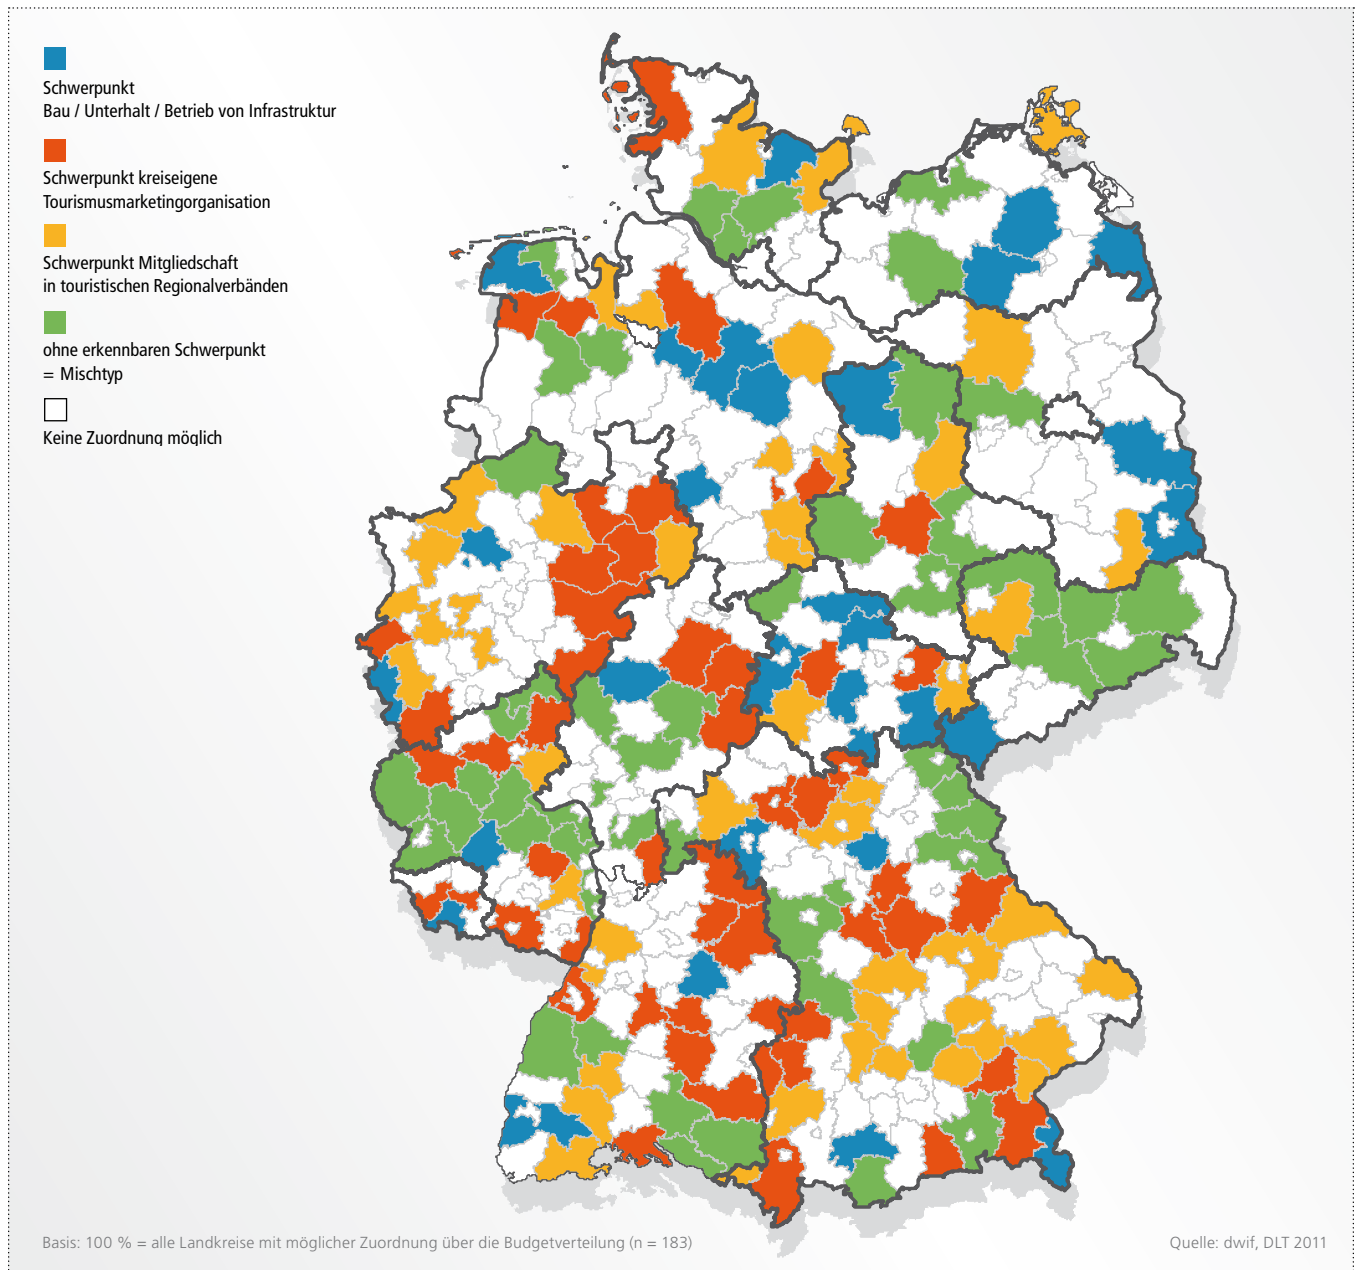 Schwerpunkt
Bau / Unterhalt / Betrieb von Infrastruktur
Schwerpunkt kreiseigene
Tourismusmarketingorganisation
Schwerpunkt Mitgliedschaft
in touristischen Regionalverbänden
ohne erkennbaren Schwerpunkt
= Mischtyp
Keine Zuordnung möglich
Basis: 100 % = alle Landkreise mit möglicher Zuordnung über die Budgetverteilung (n = 183)
Quelle: dwif, DLT 2011